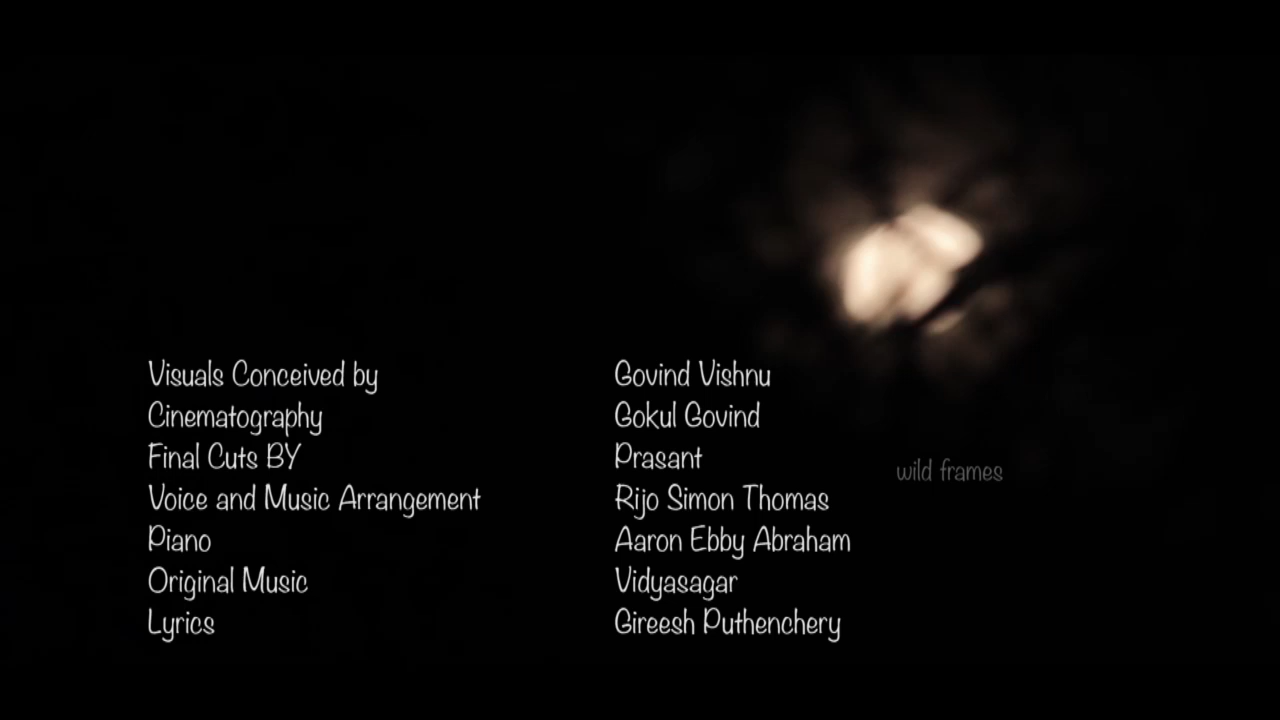 Visuals Conceived by Govind Vishnu
Cinematography Gokul Govind
Final Cuts BY Prasant
wild frames
Voice and Music Arrangement Rijo Simon Thomas
Piano Aaron Ebby Abraham
Original Music Vidyasagar
Lyrics Gireesh Puthenchery